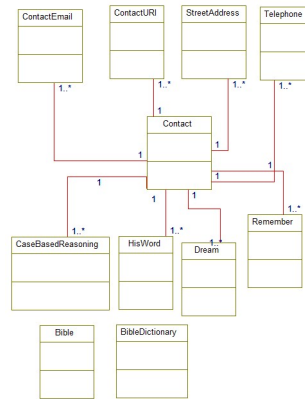 ContactEmail
ContactURI
StreetAddress
Telephone
1..*
1..*
1..*
1..*
1
Contact
1
1
1
1
1
1
1
1..*
1..*
1..*
1..*
CaseBasedReasoning
HisWord
Dream
Remember
Bible
BibleDictionary